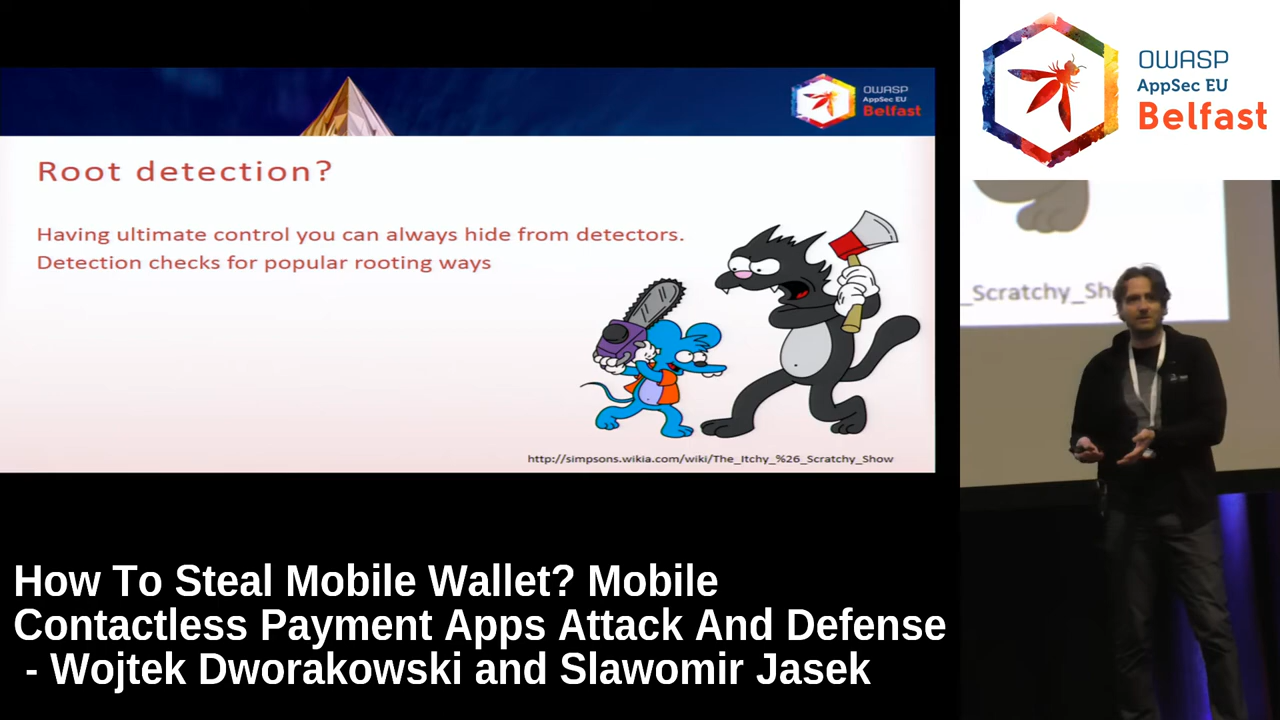 OWASP
AppSec EU
Belfast
Root detection?
Having ultimate control you can always hide from detectors.
Detection checks for popular rooting ways
http://simpsons.wikia.com/wiki/The_Itchy_%26_Scratchy_Show
OWASP
AppSec EU
Belfast
_Scratchy_Sh
How To Steal Mobile Wallet? Mobile
Contactless Payment Apps Attack And Defense
- Wojtek Dworakowski and Slawomir Jasek